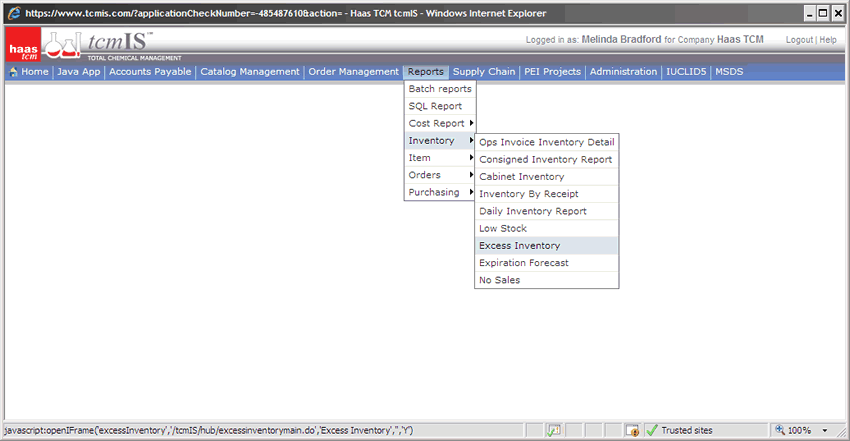 https://www.tcmis.com/?applicationCheckNumber=-485487610&action= - Haas TCM tcmIS - Windows Internet Explorer
haas tcm
tcmIS™
TOTAL CHEMICAL MANAGEMENT
Logged in as: Melinda Bradford for Company Haas TCM Logout | Help
Home | Java App | Accounts Payable | Catalog Management | Order Management | Reports | Supply Chain | PEI Projects | Administration | IUCLID5 | MSDS
Batch reports
SQL Report
Cost Report
Inventory
Item
Orders
Purchasing
Ops Invoice Inventory Detail
Consigned Inventory Report
Cabinet Inventory
Inventory By Receipt
Daily Inventory Report
Low Stock
Excess Inventory
Expiration Forecast
No Sales
javascript:openIFrame('excessInventory','/tcmIS/hub/excessinventorymain.do','Excess Inventory','','Y') Trusted sites 100%